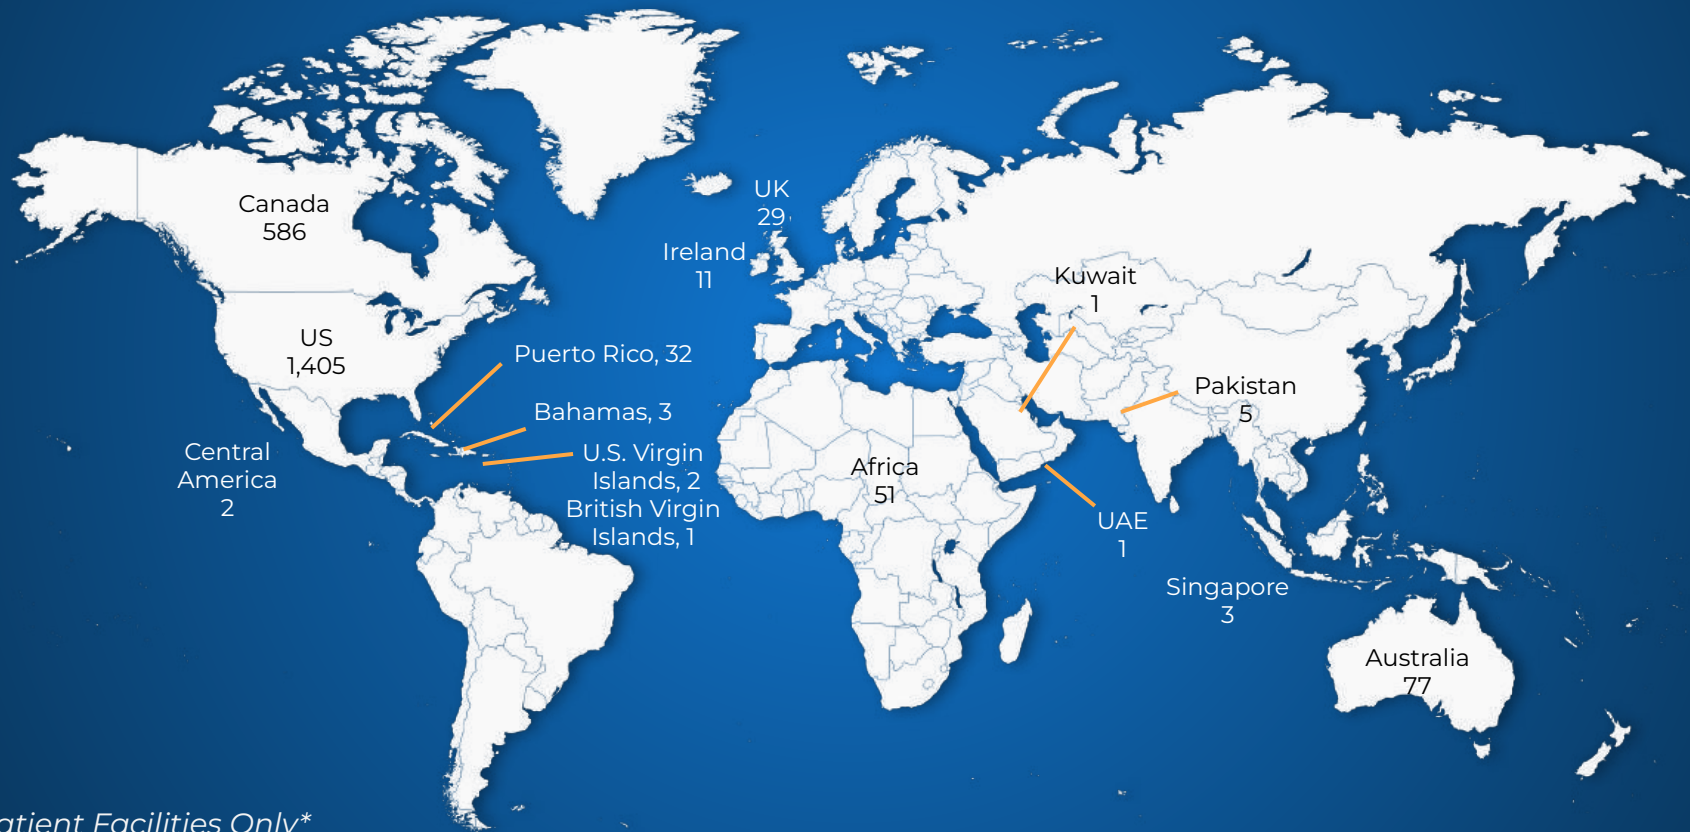 Canada
586
US
1,405
Central
America
2
Puerto Rico, 32
Bahamas, 3
U.S. Virgin
Islands, 2
British Virgin
Islands, 1
UK
29
Ireland
11
Africa
51
Kuwait
1
Pakistan
5
UAE
1
Singapore
3
Australia
77
Facilities Only*